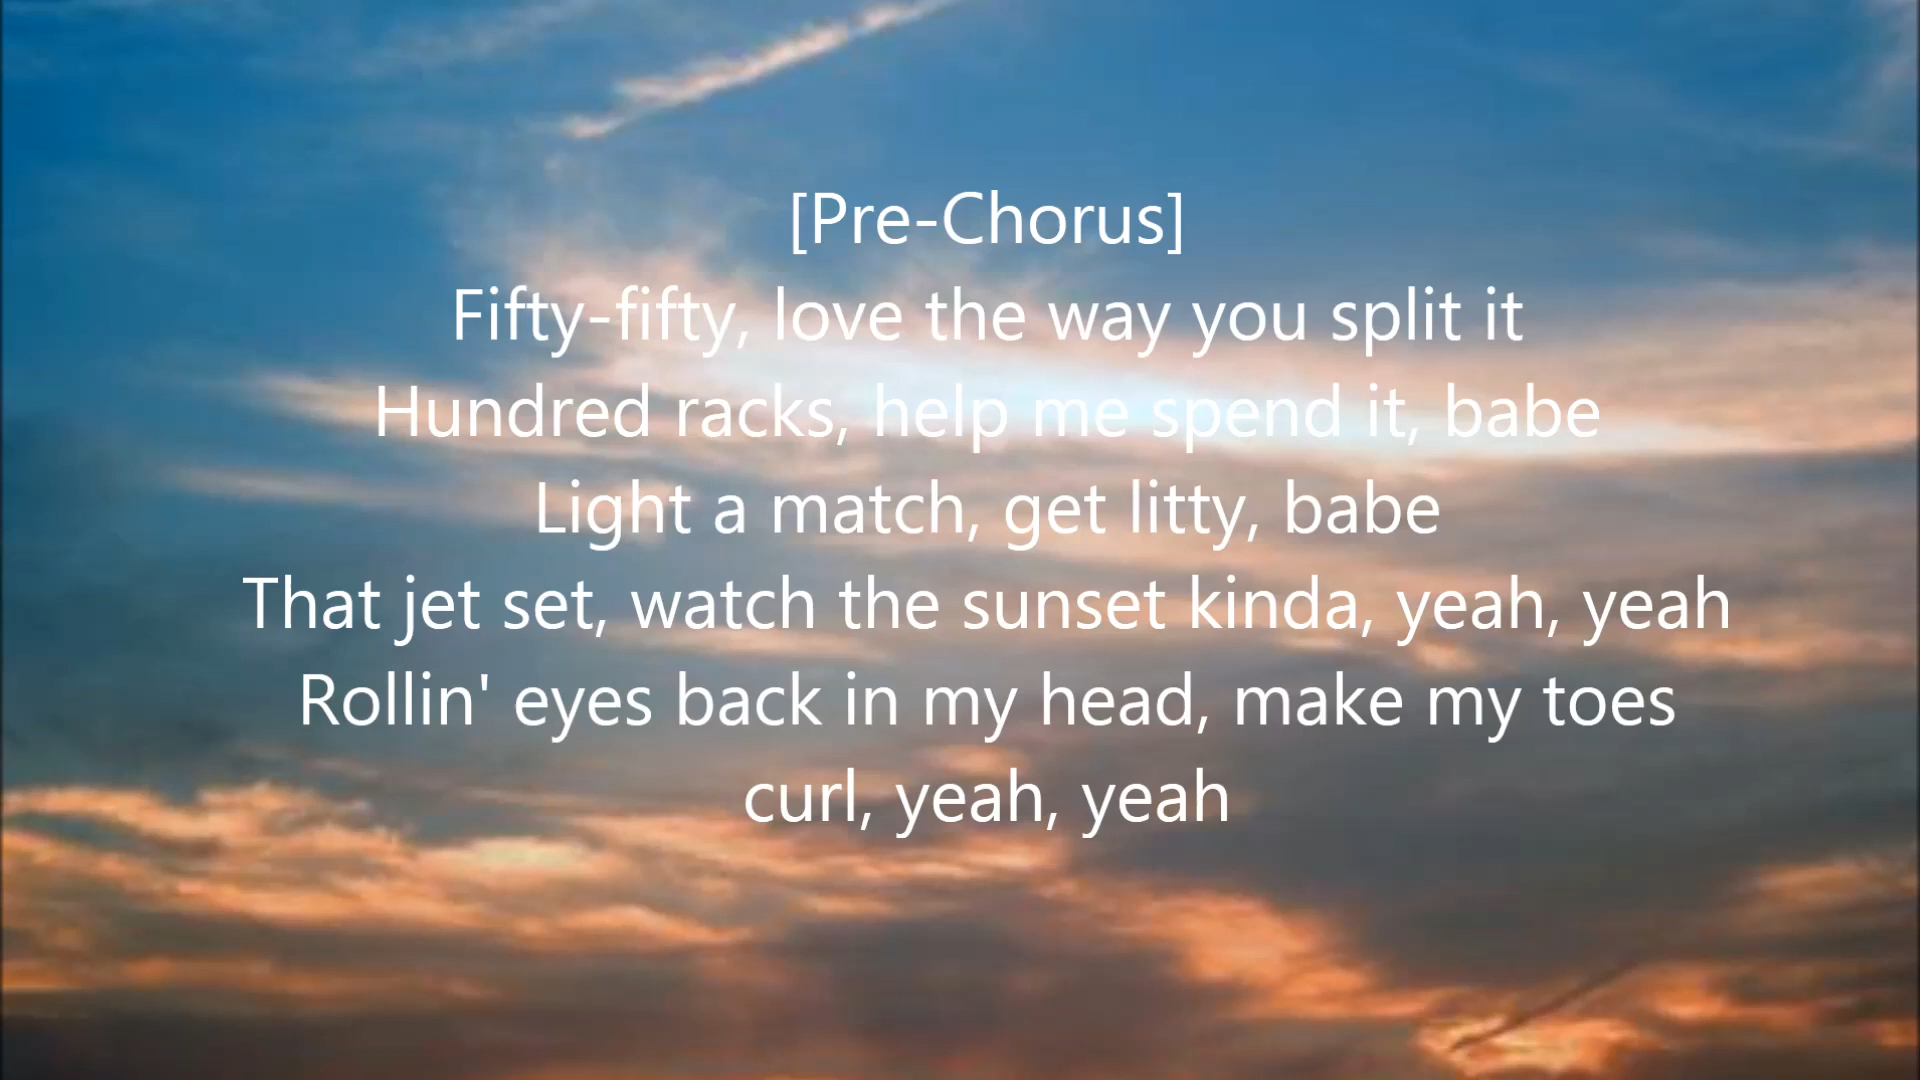 [Pre-Chorus]
Fifty-fifty, love the way you split it
Hundred racks, help me spend it, babe
Light a match, get litty, babe
That jet set, watch the sunset kinda, yeah, yeah
Rollin' eyes back in my head, make my toes
curl, yeah, yeah